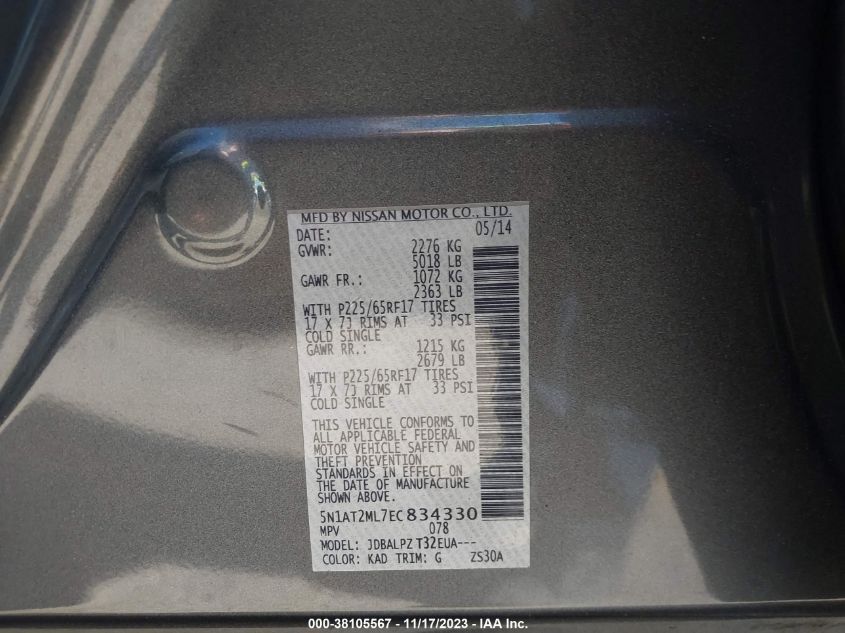 MFD BY NISSAN MOTOR CO., LTD.
DATE: 05/14
GVWR: 2276 KG
5018 LB
GAWR FR.: 1072 KG
2363 LB
WITH P225/65RF17 TIRES
17 X 7J RIMS AT 33 PSI
COLD SINGLE
GAWR RR.: 1215 KG
2679 LB
WITH P225/65RF17 TIRES
17 X 7J RIMS AT 33 PSI
COLD SINGLE
THIS VEHICLE CONFORMS TO
ALL APPLICABLE FEDERAL
MOTOR VEHICLE SAFETY AND
THEFT PREVENTION
STANDARDS IN EFFECT ON
THE DATE OF MANUFACTURE
SHOWN ABOVE.
5N1AT2ML7EC834330
MPV 078
MODEL: JDBALPZ T32EUA---
COLOR: KAD TRIM: G ZS30A
000-38105567 - 11/17/2023 - IAA Inc.